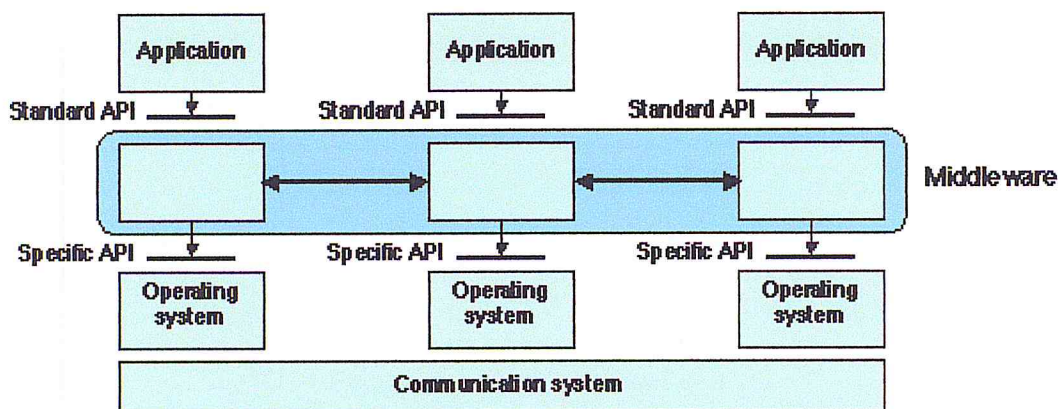 Application
Application
Application
Standard API
Standard API
Standard API
Middleware
Specific API
Specific API
Specific API
Operating
system
Operating
system
Operating
system
Communication system